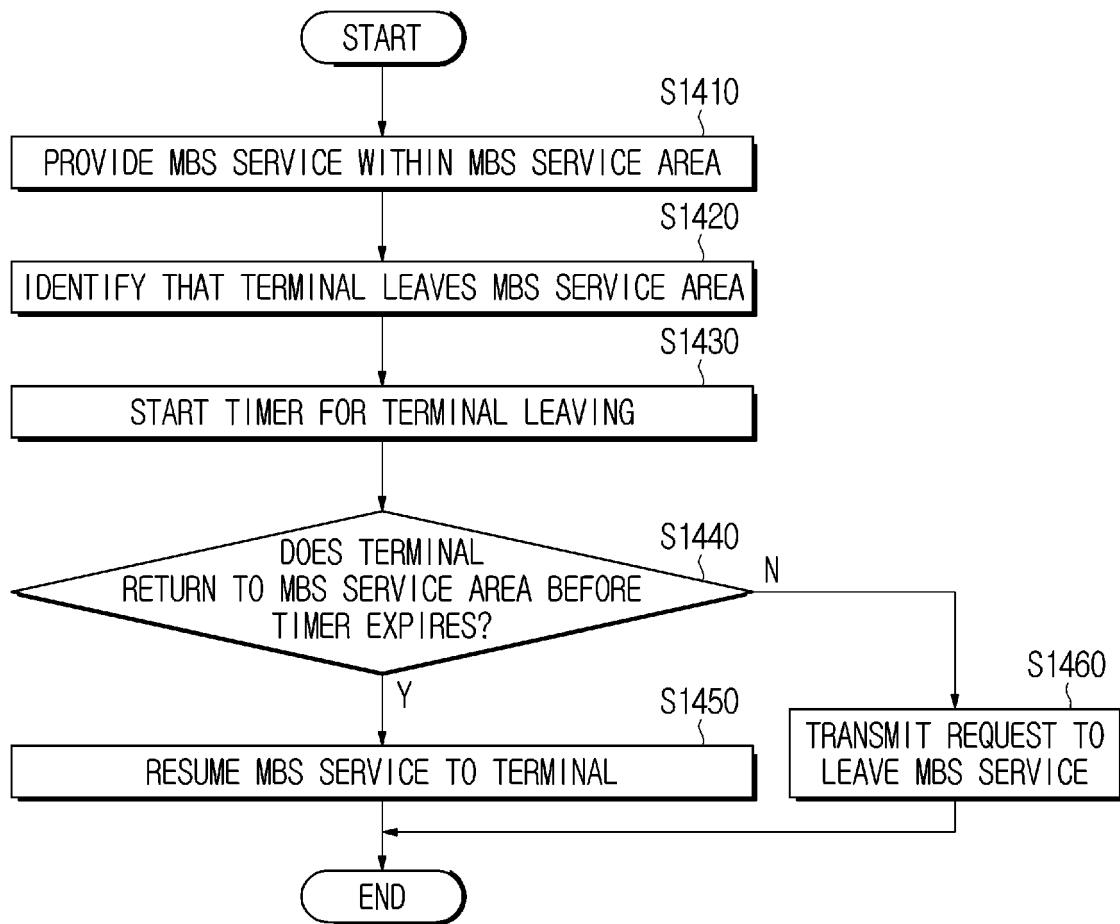 START
S1410
PROVIDE MBS SERVICE WITHIN MBS SERVICE AREA
S1420
IDENTIFY THAT TERMINAL LEAVES MBS SERVICE AREA
S1430
START TIMER FOR TERMINAL LEAVING
S1440
DOES TERMINAL
RETURN TO MBS SERVICE AREA BEFORE
TIMER EXPIRES?
N
Y
S1450
RESUME MBS SERVICE TO TERMINAL
S1460
TRANSMIT REQUEST TO
LEAVE MBS SERVICE
END